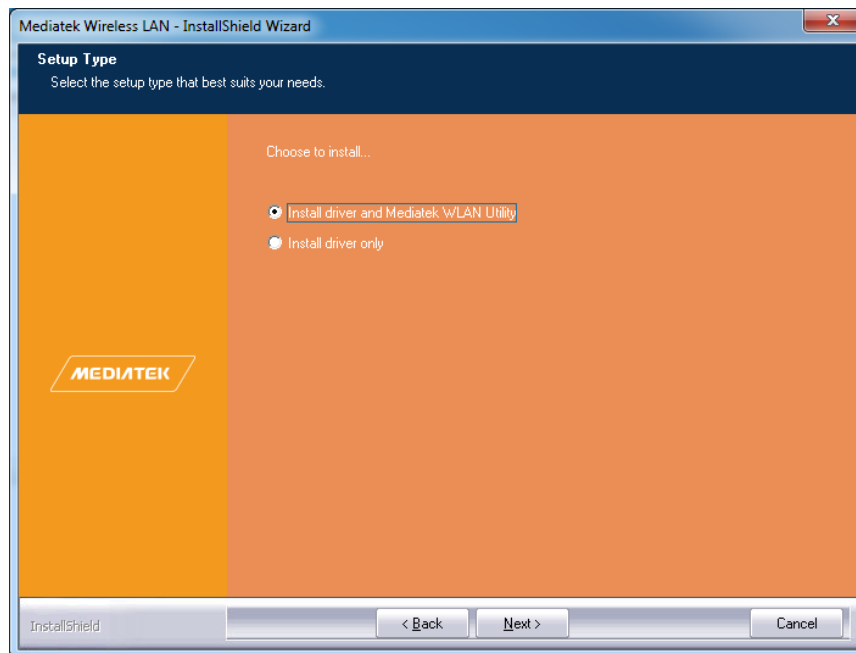 Mediatek Wireless LAN - InstallShield Wizard
Setup Type
Select the setup type that best suits your needs.
Choose to install...
Install driver and Mediatek WLAN Utility
Install driver only
MEDIATEK
InstallShield
< Back
Next >
Cancel